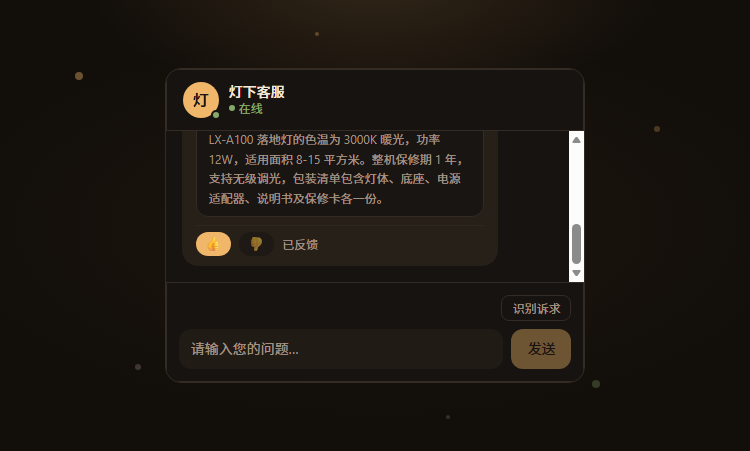 灯
灯下客服
在线
LX-A100 落地灯的色温为 3000K 暖光，功率
12W，适用面积 8-15 平方米。整机保修期 1 年，
支持无级调光，包装清单包含灯体、底座、电源
适配器、说明书及保修卡各一份。
已反馈
识别诉求
请输入您的问题...
发送